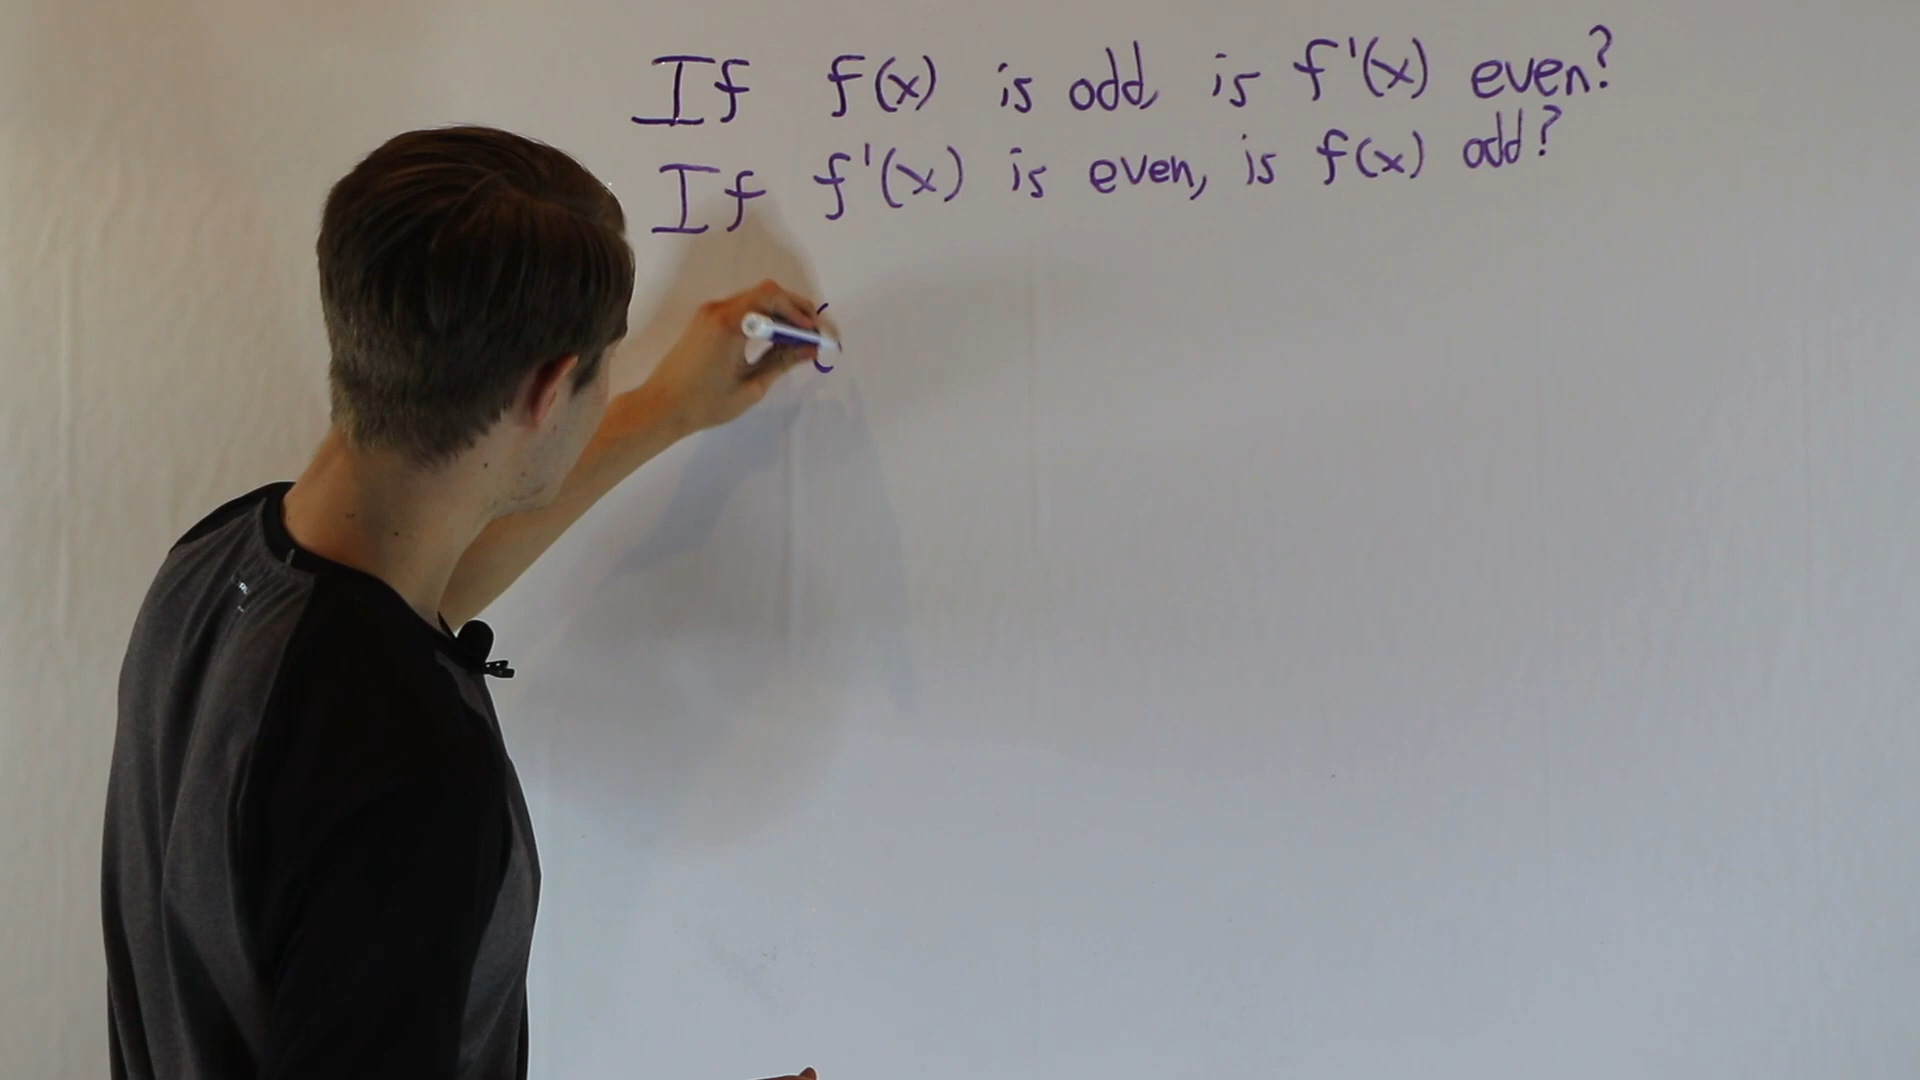 If f(x) is odd, is f'(x) even?
If f'(x) is even, is f(x) odd?